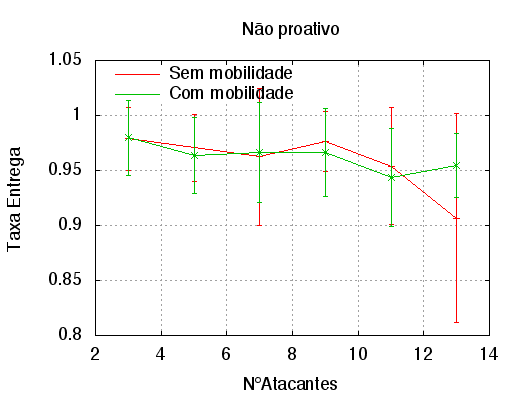 Não proativo
Sem mobilidade
Com mobilidade
Taxa Entrega
1.05
1
0.95
0.9
0.85
0.8
2 4 6 8 10 12 14
NºAtacantes